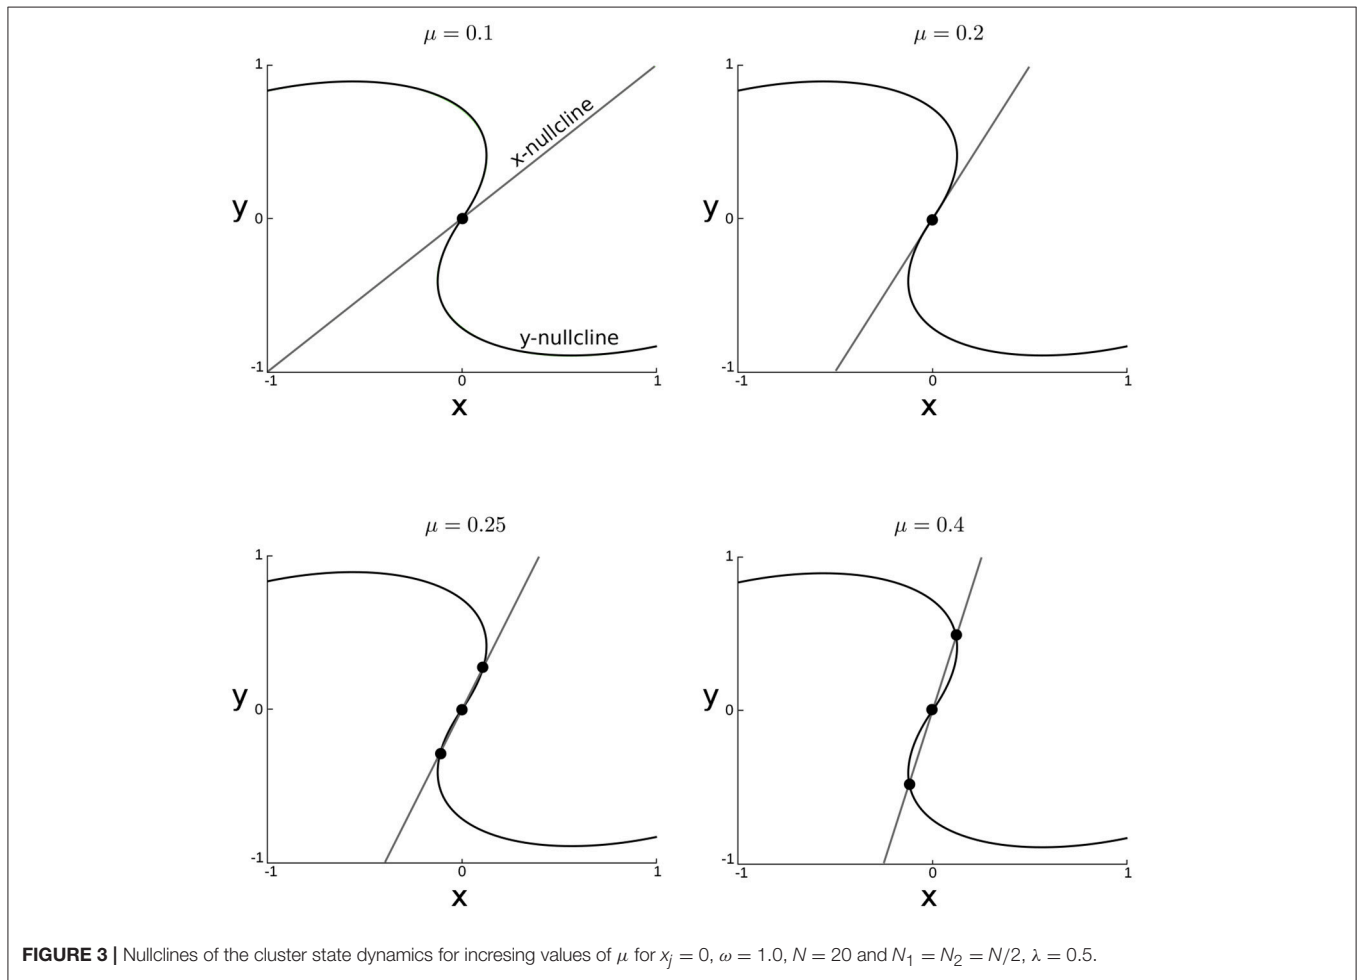 μ = 0.1
μ = 0.2
1
x-nullcline
y
0
y-nullcline
-1
-1
0
1
x
1
y
0
-1
-1
0
1
x
μ = 0.25
μ = 0.4
1
y
0
-1
-1
0
1
x
1
y
0
-1
-1
0
1
x
FIGURE 3 | Nullclines of the cluster state dynamics for incresing values of μ for xⱼ = 0, ω = 1.0, N = 20 and N₁ = N₂ = N/2, λ = 0.5.